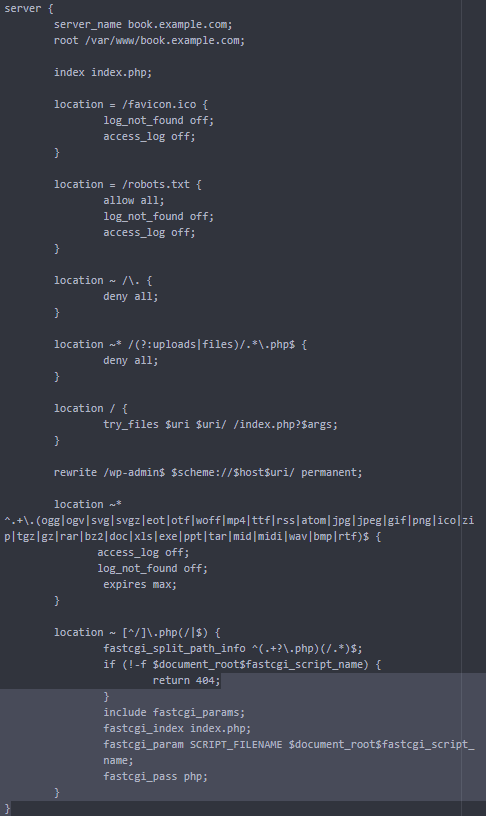 server {
server_name book.example.com;
root /var/www/book.example.com;
index index.php;
location = /favicon.ico {
log_not_found off;
access_log off;
}
location = /robots.txt {
allow all;
log_not_found off;
access_log off;
}
location ~ /\. {
deny all;
}
location ~* /(?:uploads|files)/.*\.php$ {
deny all;
}
location / {
try_files $uri $uri/ /index.php?$args;
}
rewrite /wp-admin$ $scheme://$host$uri/ permanent;
location ~*
^.+\.(ogg|ogv|svg|svgz|eot|otf|woff|mp4|ttf|rss|atom|jpg|jpeg|gif|png|ico|zi
p|tgz|gz|rar|bz2|doc|xls|exe|ppt|tar|mid|midi|wav|bmp|rtf)$ {
access_log off;
log_not_found off;
expires max;
}
location ~ [^/]\.php(/|$) {
fastcgi_split_path_info ^(.+?\.php)(/.*)$;
if (!-f $document_root$fastcgi_script_name) {
return 404;
}
include fastcgi_params;
fastcgi_index index.php;
fastcgi_param SCRIPT_FILENAME $document_root$fastcgi_script_
name;
fastcgi_pass php;
}
}